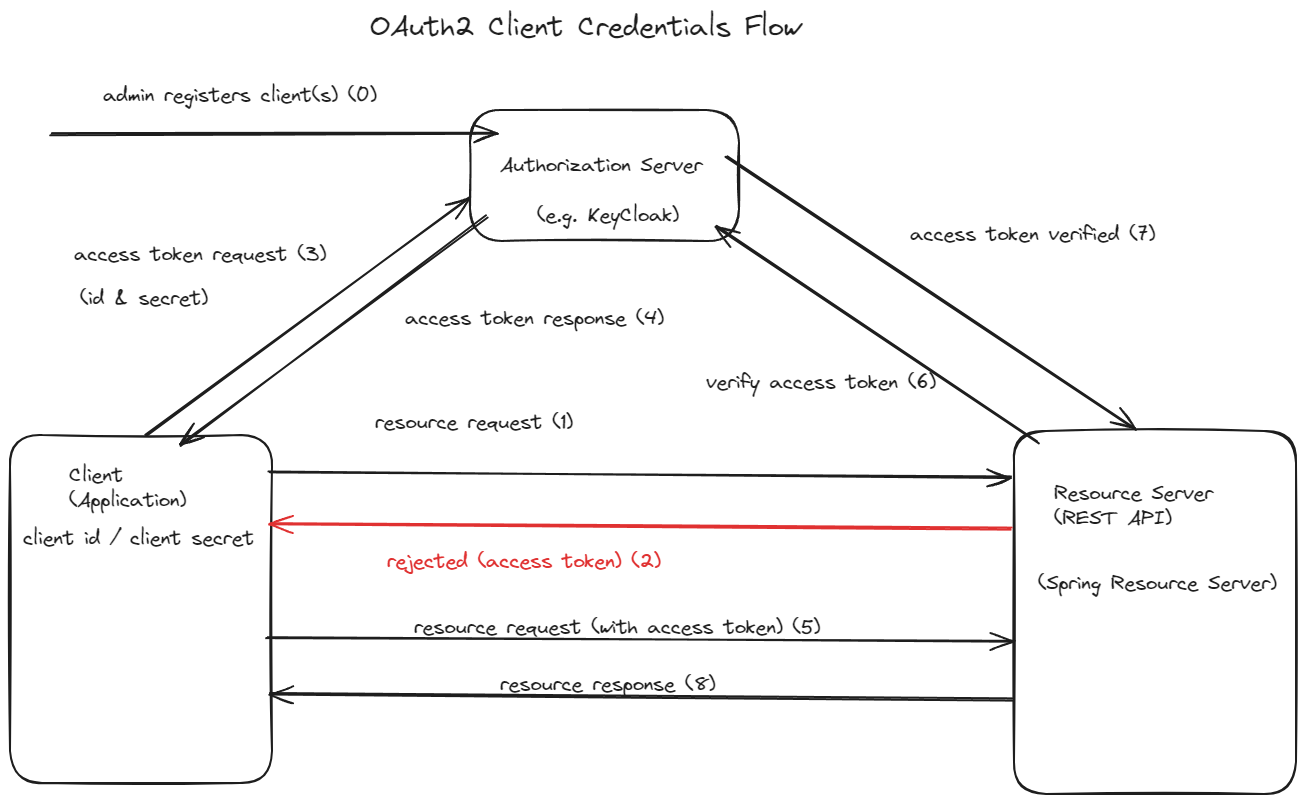 OAuth2 Client Credentials Flow
admin registers client(s) (0)
Authorization Server
(e.g. KeyCloak)
access token request (3)
(id & secret)
access token verified (7)
access token response (4)
verify access token (6)
resource request (1)
Client
(Application)
client id / client secret
Resource Server
(REST API)
(Spring Resource Server)
rejected (access token) (2)
resource request (with access token) (5)
resource response (8)